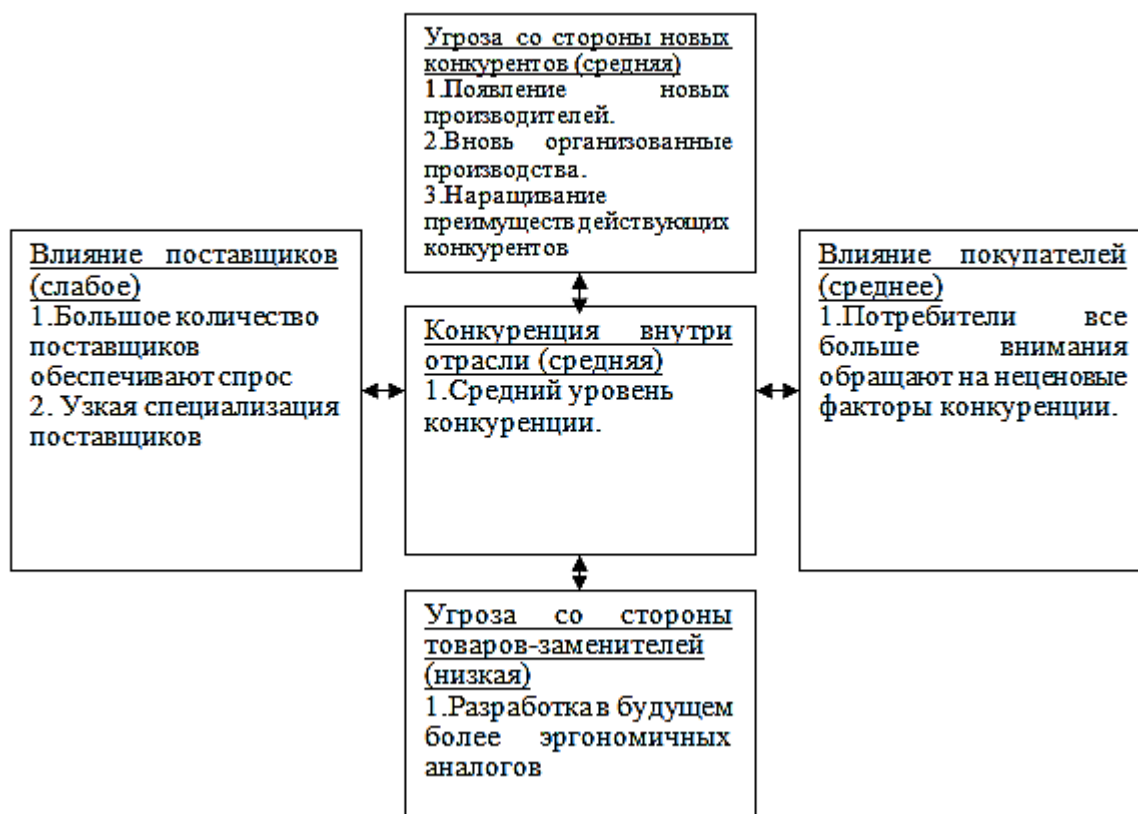 Угроза со стороны новых
конкурентов (средняя)
1.Появление новых
производителей.
2.Вновь организованные
производства.
3.Наращивание
преимуществ действующих
конкурентов
Влияние поставщиков
(слабое)
1.Большое количество
поставщиков
обеспечивают спрос
2. Узкая специализация
поставщиков
Конкуренция внутри
отрасли (средняя)
1.Средний уровень
конкуренции.
Влияние покупателей
(среднее)
1.Потребители все
больше внимания
обращают на неценовые
факторы конкуренции.
Угроза со стороны
товаров-заменителей
(низкая)
1.Разработка в будущем
более эргономичных
аналогов